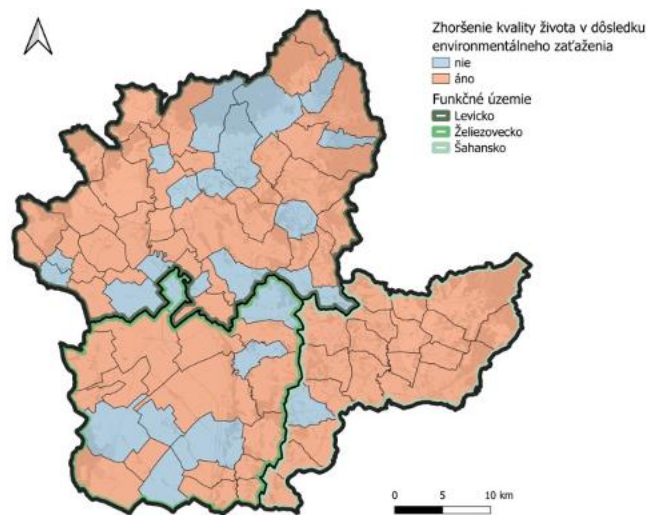 Zhoršenie kvality života v dôsledku
environmentálneho zaťaženia
nie
áno
Funkčné územie
Levicko
Želiezovecko
Šahansko
0 5 10 km